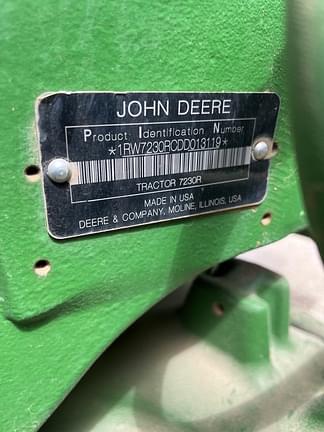 JOHN DEERE
Product Identification Number
*1RW7230RCDD013119*
TRACTOR 7230R
MADE IN USA
DEERE & COMPANY, MOLINE, ILLINOIS, USA